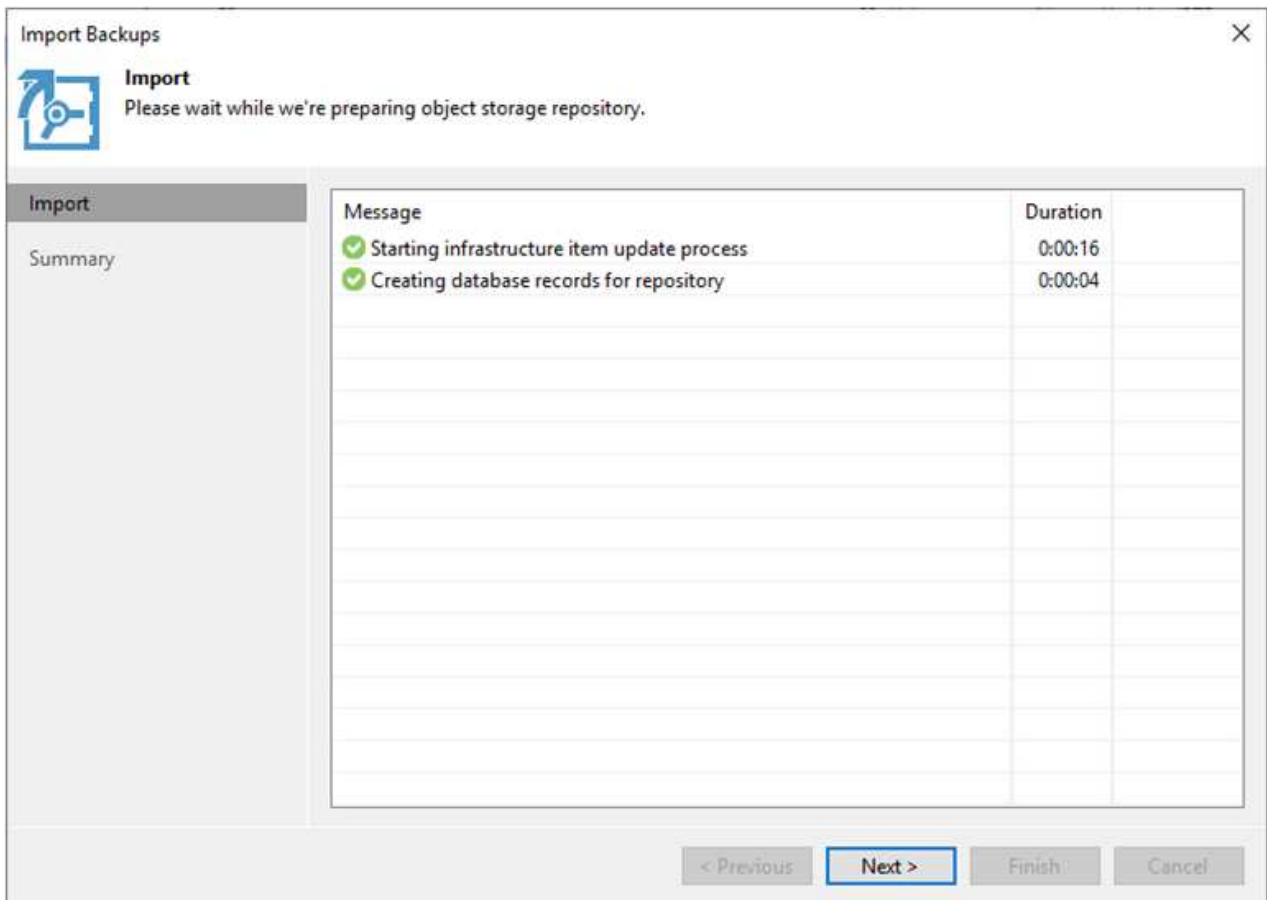 Import Backups
Import
Please wait while we're preparing object storage repository.
Import
Summary
Message Duration
Starting infrastructure item update process 0:00:16
Creating database records for repository 0:00:04
< Previous Next > Finish Cancel